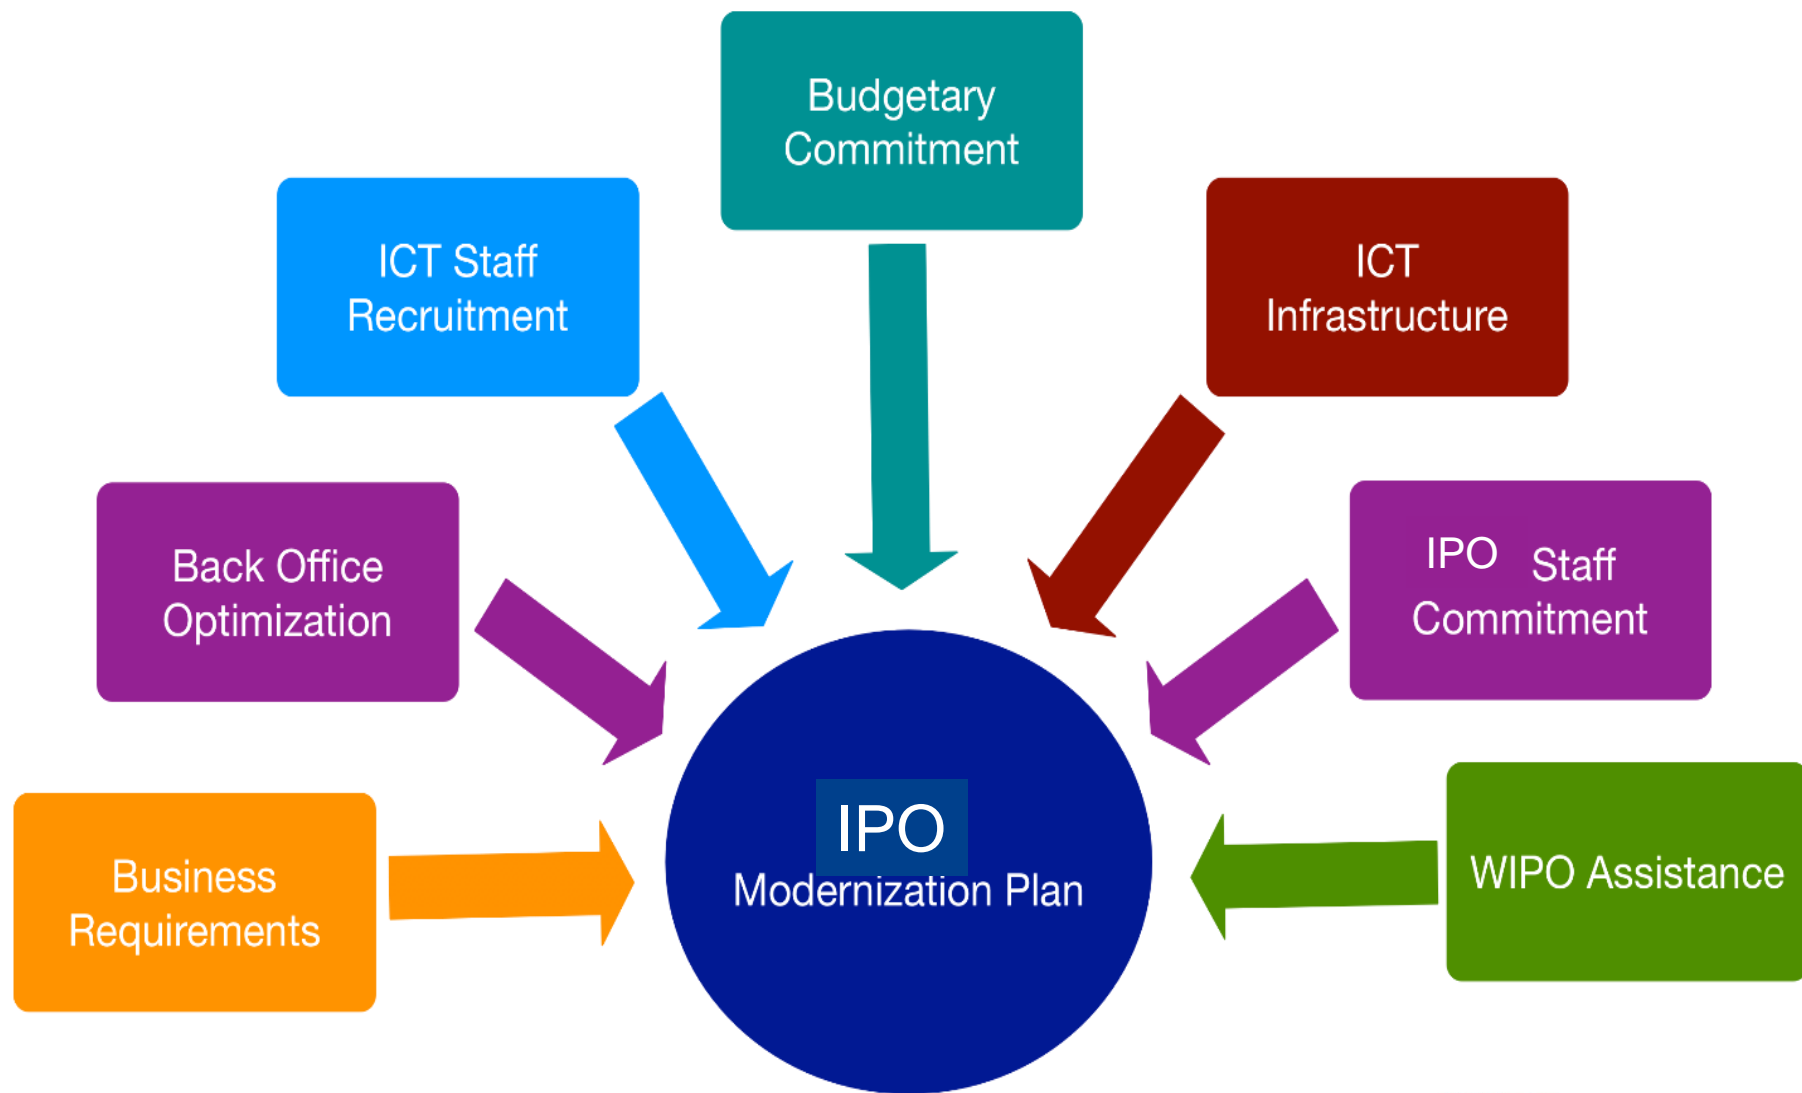 Budgetary
Commitment
ICT Staff
Recruitment
ICT
Infrastructure
Back Office
Optimization
IPO Staff
Commitment
Business
Requirements
IPO
Modernization Plan
WIPO Assistance